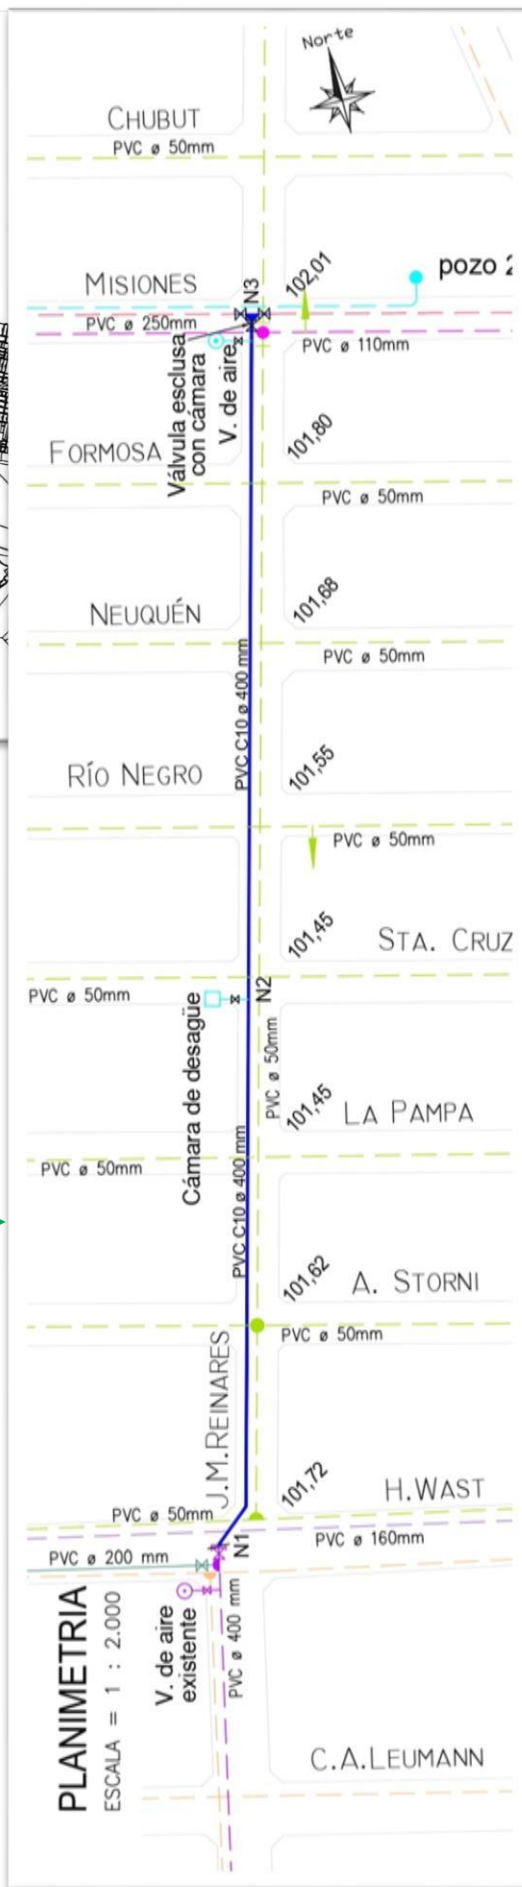 Norte
CHUBUT
PVC ø 50mm
MISIONES
N3
102,01
pozo 2
PVC ø 250mm
PVC ø 110mm
Válvula esclusa
con cámara
V. de aire
FORMOSA
101,80
PVC ø 50mm
NEUQUÉN
101,68
PVC ø 50mm
PVC C10 ø 400 mm
RÍO NEGRO
101,55
PVC ø 50mm
101,45
STA. CRUZ
PVC ø 50mm
N2
Cámara de desagüe
PVC ø 50mm
101,45
LA PAMPA
PVC ø 50mm
PVC C10 ø 400 mm
101,62
A. STORNI
PVC ø 50mm
J.M.REINARES
101,72
H.WAST
PVC ø 50mm
N1
PVC ø 160mm
PVC ø 200 mm
PLANIMETRIA
ESCALA = 1 : 2.000
V. de aire
existente
PVC ø 400 mm
C.A.LEUMANN